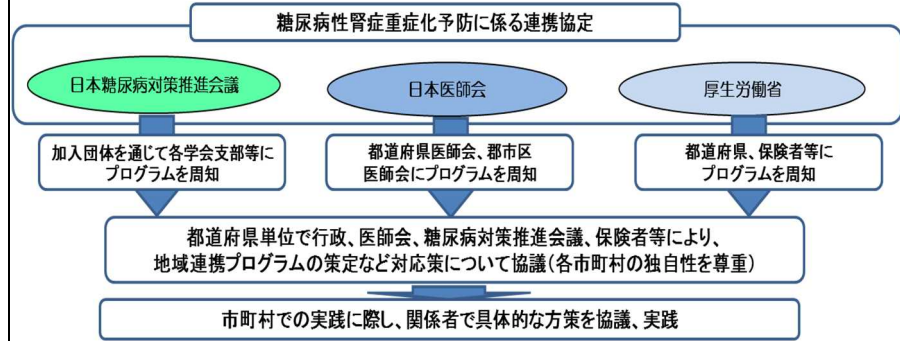 糖尿病性腎症重症化予防に係る連携協定
日本糖尿病対策推進会議
日本医師会
厚生労働省
加入団体を通じて各学会支部等に
プログラムを周知
都道府県医師会、郡市区
医師会にプログラムを周知
都道府県、保険者等に
プログラムを周知
都道府県単位で行政、医師会、糖尿病対策推進会議、保険者等により、
地域連携プログラムの策定など対応策について協議(各市町村の独自性を尊重)
市町村での実践に際し、関係者で具体的な方策を協議、実践